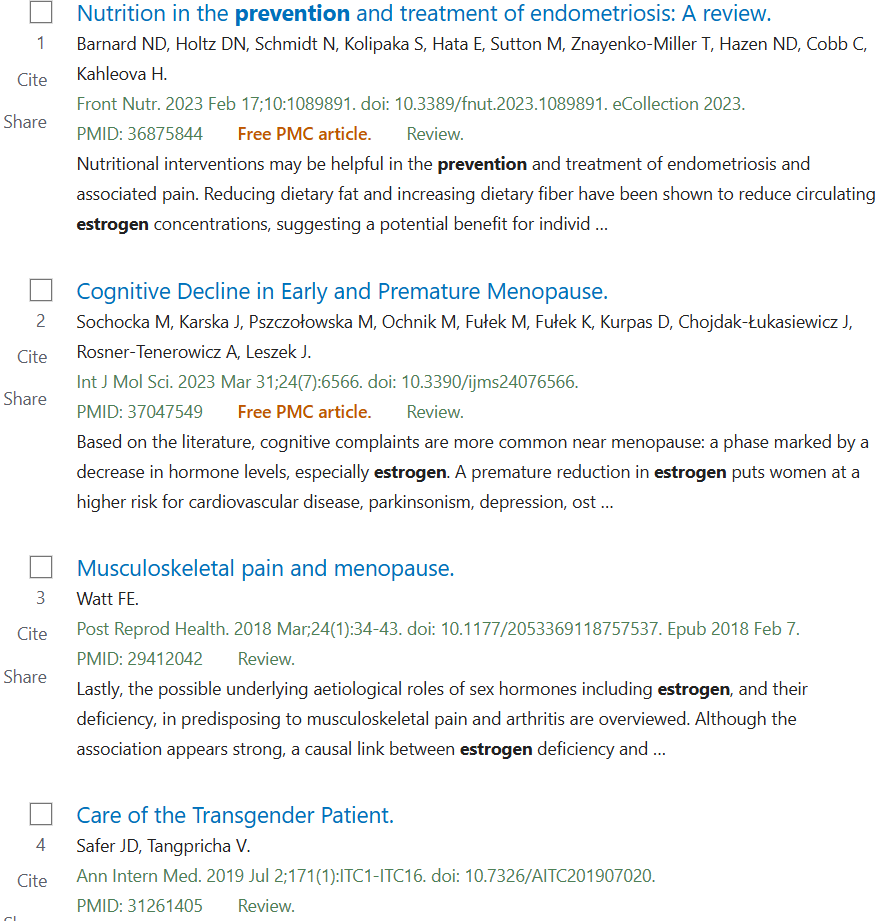 Nutrition in the prevention and treatment of endometriosis: A review.
1
Barnard ND, Holtz DN, Schmidt N, Kolipaka S, Hata E, Sutton M, Znayenko-Miller T, Hazen ND, Cobb C,
Cite
Kahleova H.
Front Nutr. 2023 Feb 17;10:1089891. doi: 10.3389/fnut.2023.1089891. eCollection 2023.
Share
PMID: 36875844 Free PMC article. Review.
Nutritional interventions may be helpful in the prevention and treatment of endometriosis and
associated pain. Reducing dietary fat and increasing dietary fiber have been shown to reduce circulating
estrogen concentrations, suggesting a potential benefit for individ ...
Cognitive Decline in Early and Premature Menopause.
2
Sochocka M, Karska J, Pszczołowska M, Ochnik M, Fułek M, Fułek K, Kurpas D, Chojdak-Łukasiewicz J,
Cite
Rosner-Tenerowicz A, Leszek J.
Int J Mol Sci. 2023 Mar 31;24(7):6566. doi: 10.3390/ijms24076566.
Share
PMID: 37047549 Free PMC article. Review.
Based on the literature, cognitive complaints are more common near menopause: a phase marked by a
decrease in hormone levels, especially estrogen. A premature reduction in estrogen puts women at a
higher risk for cardiovascular disease, parkinsonism, depression, ost ...
Musculoskeletal pain and menopause.
3
Watt FE.
Cite
Post Reprod Health. 2018 Mar;24(1):34-43. doi: 10.1177/2053369118757537. Epub 2018 Feb 7.
PMID: 29412042 Review.
Share
Lastly, the possible underlying aetiological roles of sex hormones including estrogen, and their
deficiency, in predisposing to musculoskeletal pain and arthritis are overviewed. Although the
association appears strong, a causal link between estrogen deficiency and ...
Care of the Transgender Patient.
4
Safer JD, Tangpricha V.
Cite
Ann Intern Med. 2019 Jul 2;171(1):ITC1-ITC16. doi: 10.7326/AITC201907020.
PMID: 31261405 Review.